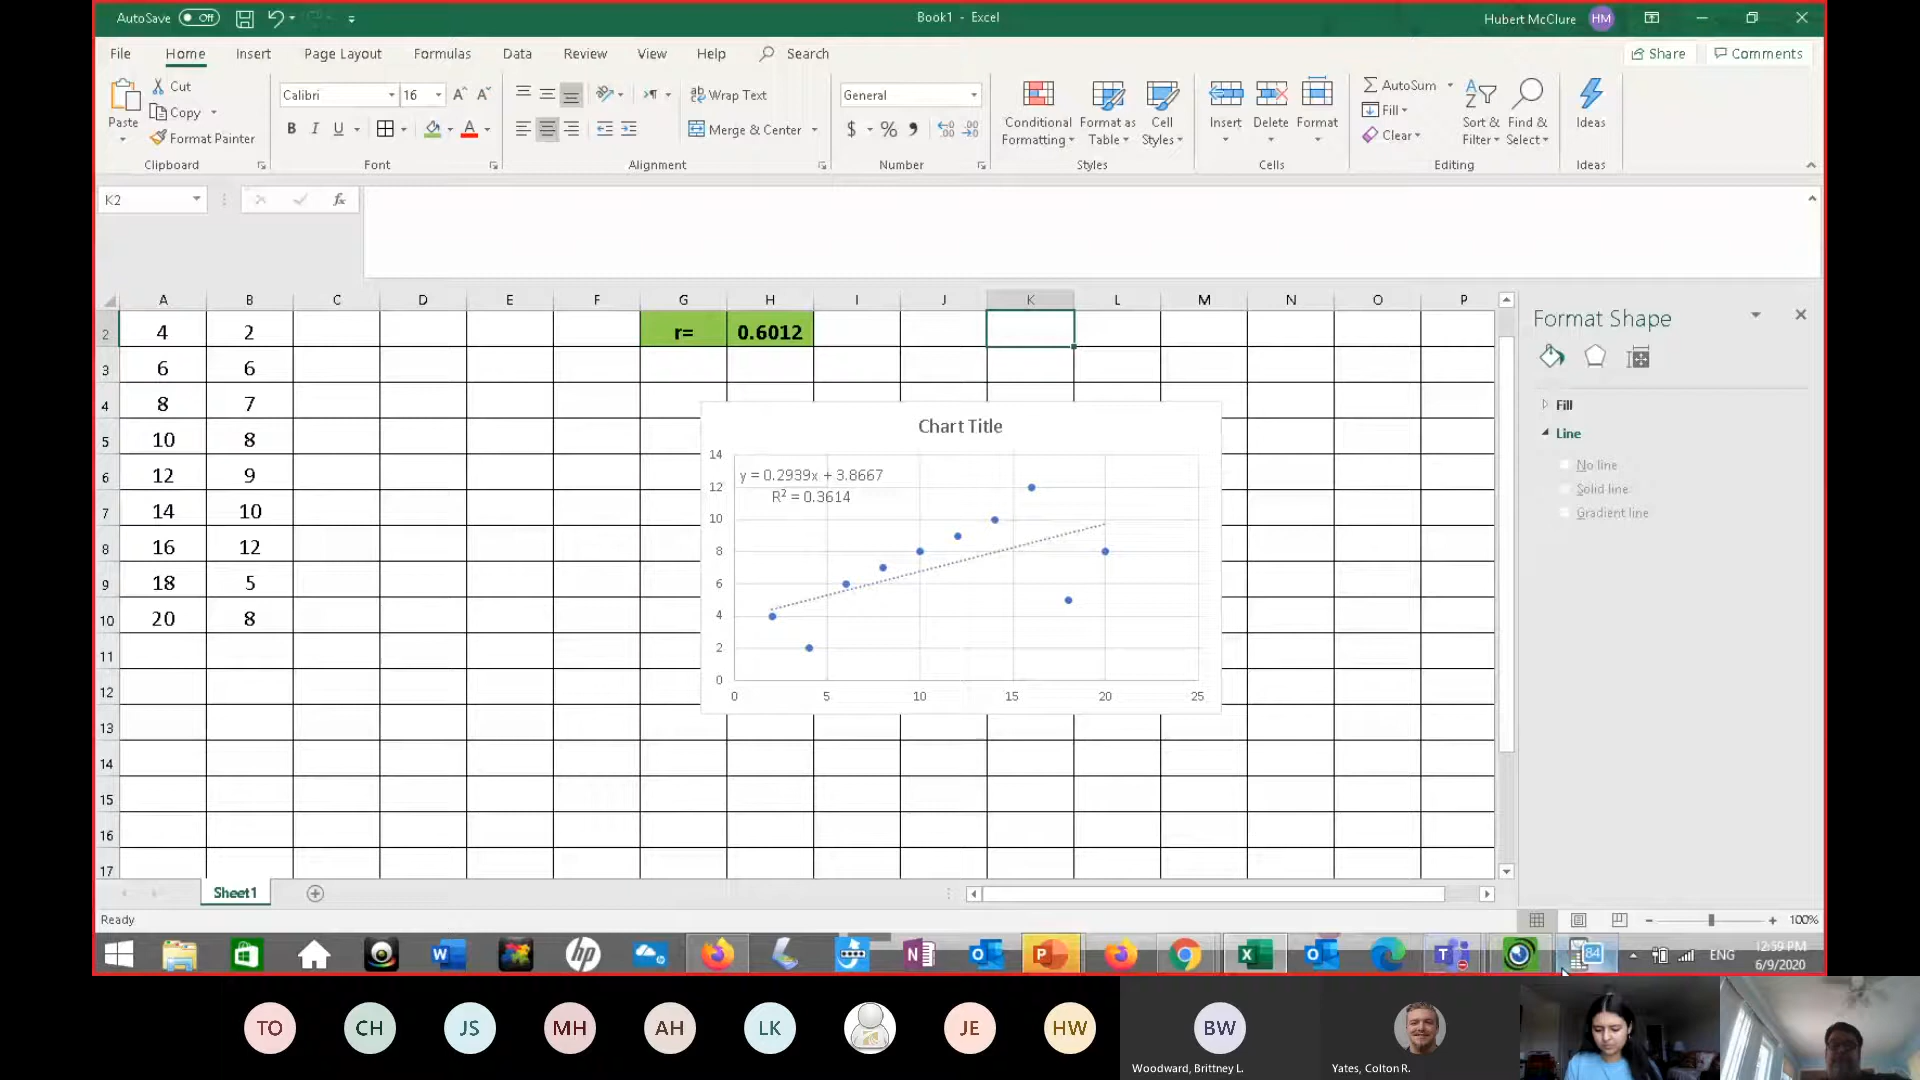 AutoSave Off
Book1 - Excel
Hubert McClure HM
File Home Insert Page Layout Formulas Data Review View Help Search
Share Comments
Paste
Cut
Copy
Format Painter
Calibri 16
B I U
Wrap Text
Merge & Center
General
$ % 9
Conditional Formatting
Format as Table
Cell Styles
Insert Delete Format
AutoSum
Fill
Clear
Sort & Filter
Find & Select
Ideas
Clipboard Font Alignment Number Styles Cells Editing Ideas
K2
fx
A B C D E F G H I J K L M N O P
2 4 2 r= 0.6012
3 6 6
4 8 7
5 10 8
6 12 9
7 14 10
8 16 12
9 18 5
10 20 8
11
12
13
14
15
16
17
Chart Title
y = 0.2939x + 3.8667
R² = 0.3614
14
12
10
8
6
4
2
0
0 5 10 15 20 25
Format Shape
Fill
Line
No line
Solid line
Gradient line
Sheet1
Ready
100%
84
ENG
12:59 PM
6/9/2020
TO CH JS MH AH LK JE HW BW
Woodward, Brittney L.
Yates, Colton R.